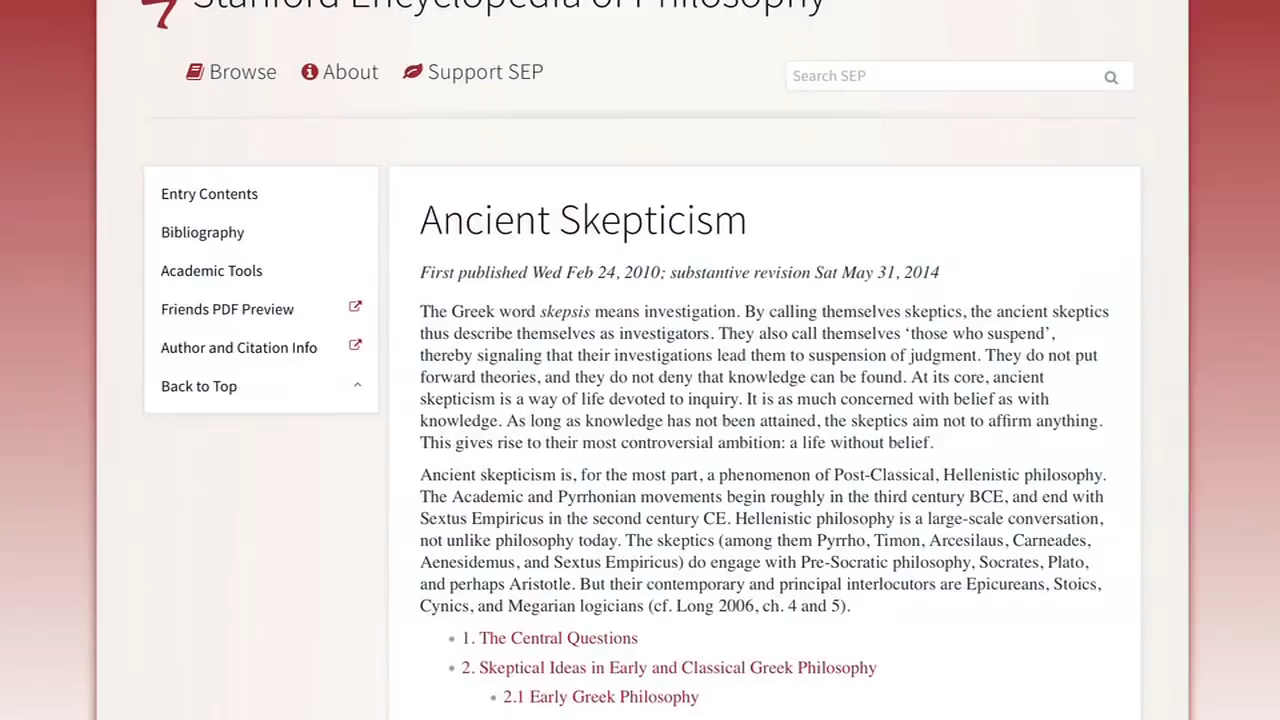 Stanford Encyclopedia of Philosophy
Browse About Support SEP
Search SEP
Entry Contents
Bibliography
Academic Tools
Friends PDF Preview
Author and Citation Info
Back to Top
Ancient Skepticism
First published Wed Feb 24, 2010; substantive revision Sat May 31, 2014
The Greek word skepsis means investigation. By calling themselves skeptics, the ancient skeptics
thus describe themselves as investigators. They also call themselves ‘those who suspend’,
thereby signaling that their investigations lead them to suspension of judgment. They do not put
forward theories, and they do not deny that knowledge can be found. At its core, ancient
skepticism is a way of life devoted to inquiry. It is as much concerned with belief as with
knowledge. As long as knowledge has not been attained, the skeptics aim not to affirm anything.
This gives rise to their most controversial ambition: a life without belief.
Ancient skepticism is, for the most part, a phenomenon of Post-Classical, Hellenistic philosophy.
The Academic and Pyrrhonian movements begin roughly in the third century BCE, and end with
Sextus Empiricus in the second century CE. Hellenistic philosophy is a large-scale conversation,
not unlike philosophy today. The skeptics (among them Pyrrho, Timon, Arcesilaus, Carneades,
Aenesidemus, and Sextus Empiricus) do engage with Pre-Socratic philosophy, Socrates, Plato,
and perhaps Aristotle. But their contemporary and principal interlocutors are Epicureans, Stoics,
Cynics, and Megarian logicians (cf. Long 2006, ch. 4 and 5).
1. The Central Questions
2. Skeptical Ideas in Early and Classical Greek Philosophy
2.1 Early Greek Philosophy